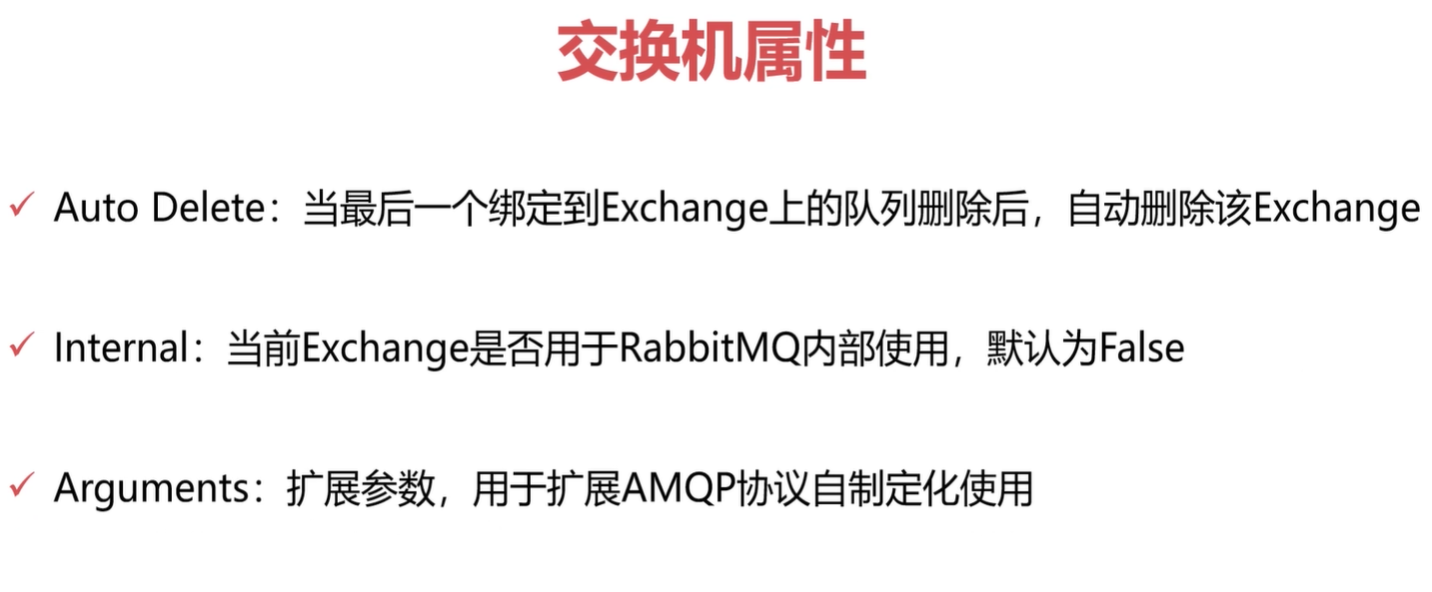 交换机属性
Auto Delete：当最后一个绑定到Exchange上的队列删除后，自动删除该Exchange
Internal：当前Exchange是否用于RabbitMQ内部使用，默认为False
Arguments：扩展参数，用于扩展AMQP协议自制定化使用